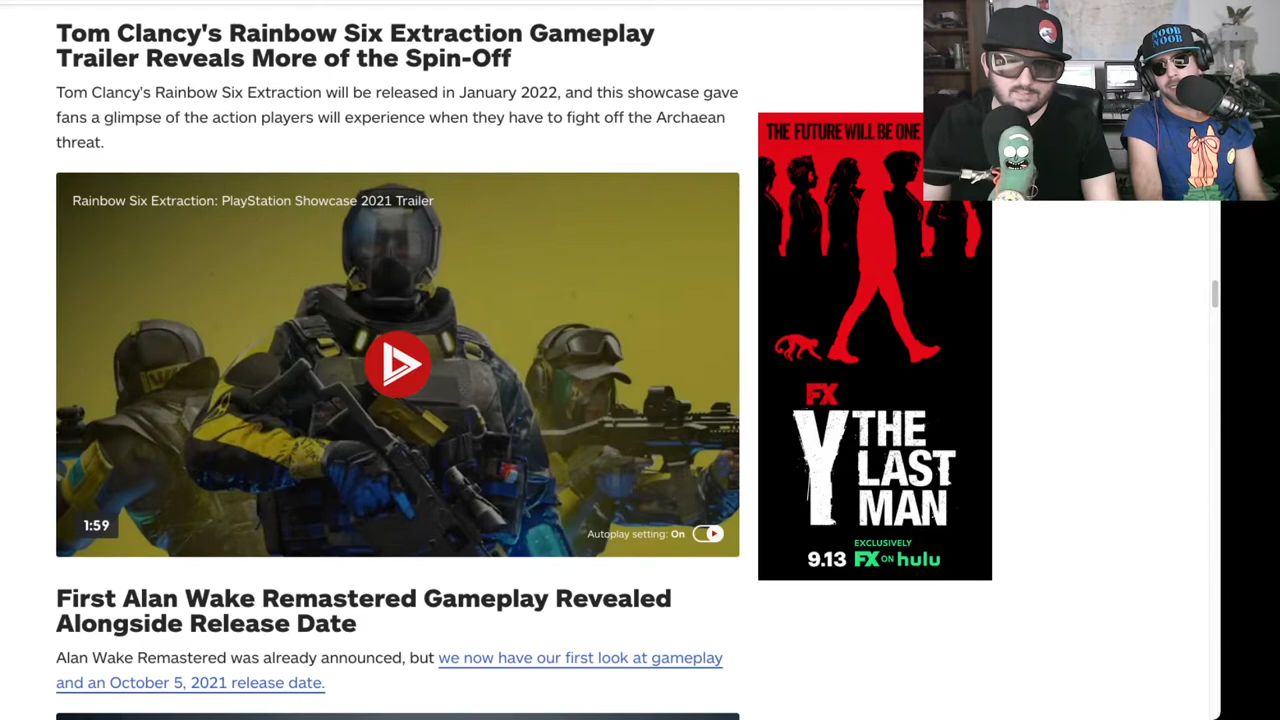 Tom Clancy's Rainbow Six Extraction Gameplay
Trailer Reveals More of the Spin-Off
Tom Clancy's Rainbow Six Extraction will be released in January 2022, and this showcase gave
fans a glimpse of the action players will experience when they have to fight off the Archaean
threat.
Rainbow Six Extraction: PlayStation Showcase 2021 Trailer
1:59
Autoplay setting: On
First Alan Wake Remastered Gameplay Revealed
Alongside Release Date
Alan Wake Remastered was already announced, but we now have our first look at gameplay
and an October 5, 2021 release date.
THE FUTURE WILL BE ONE
FX
Y THE
LAST
MAN
EXCLUSIVELY
9.13 FX ON hulu
NOOB
NOOB